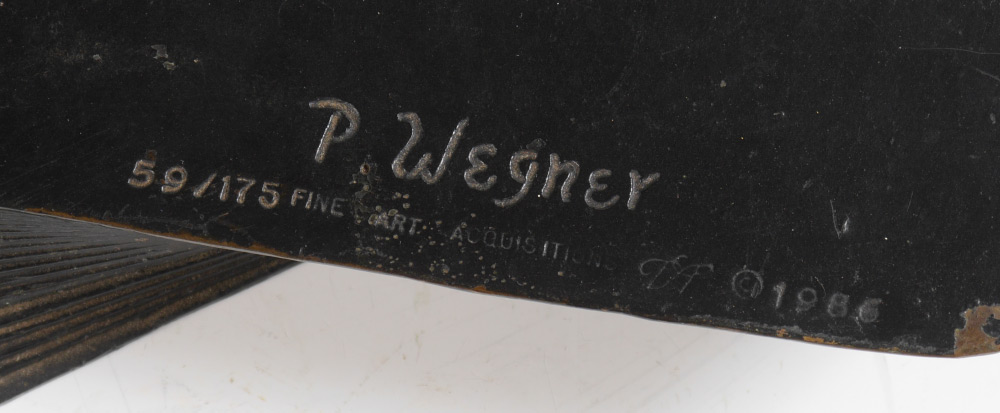 P. Wegner
59/175 FINE ART ACQUISITIONS © 1986